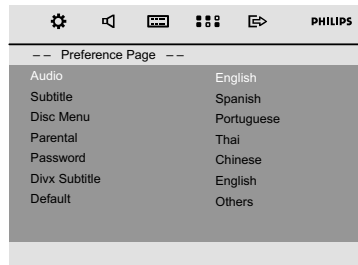 PHILIPS
-- Preference Page --
Audio English
Subtitle Spanish
Disc Menu Portuguese
Parental Thai
Password Chinese
Divx Subtitle English
Default Others